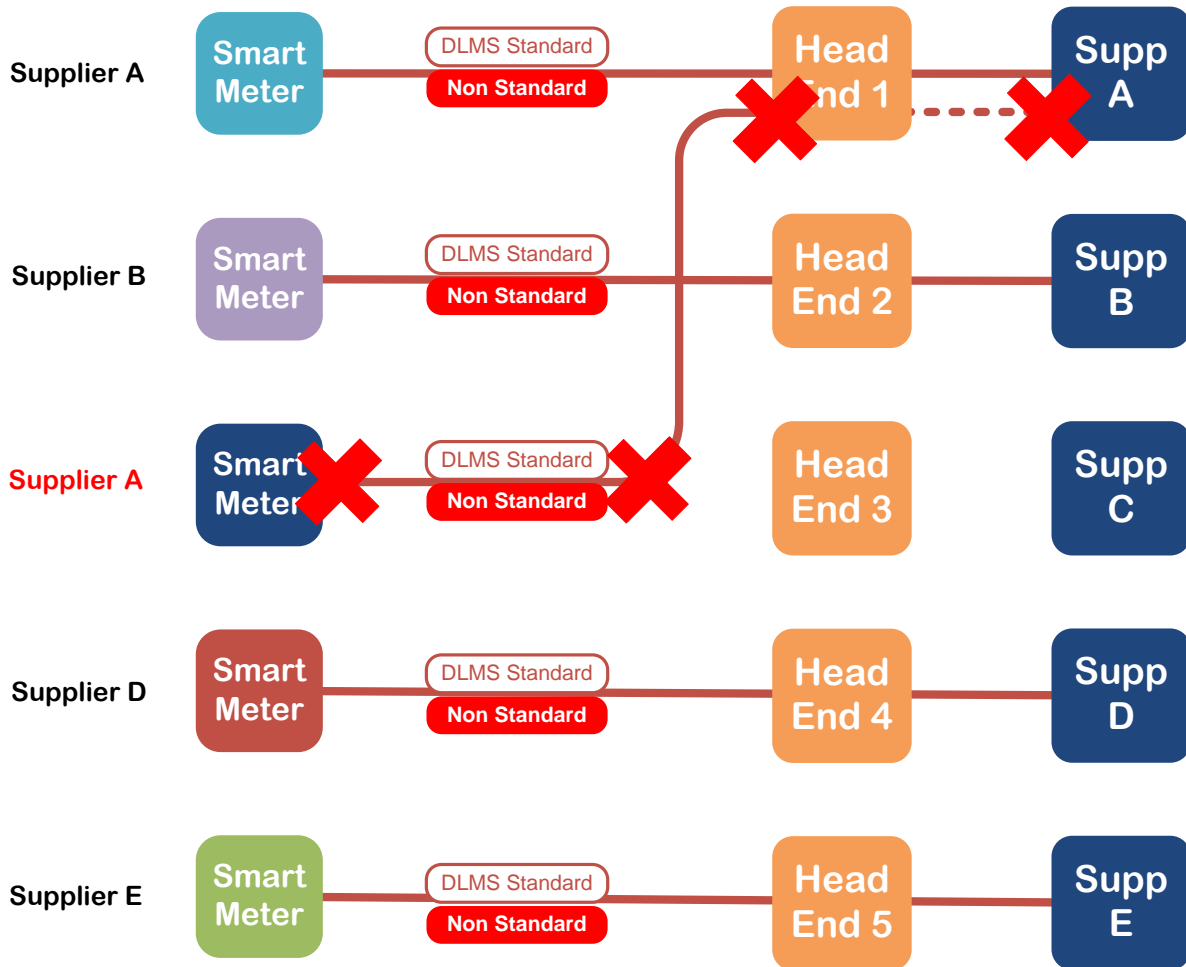 Supplier A
Smart
Meter
DLMS Standard
Non Standard
Head
End 1
Supp
A
Supplier B
Smart
Meter
DLMS Standard
Non Standard
Head
End 2
Supp
B
Supplier A
Smart
Meter
DLMS Standard
Non Standard
Head
End 3
Supp
C
Supplier D
Smart
Meter
DLMS Standard
Non Standard
Head
End 4
Supp
D
Supplier E
Smart
Meter
DLMS Standard
Non Standard
Head
End 5
Supp
E